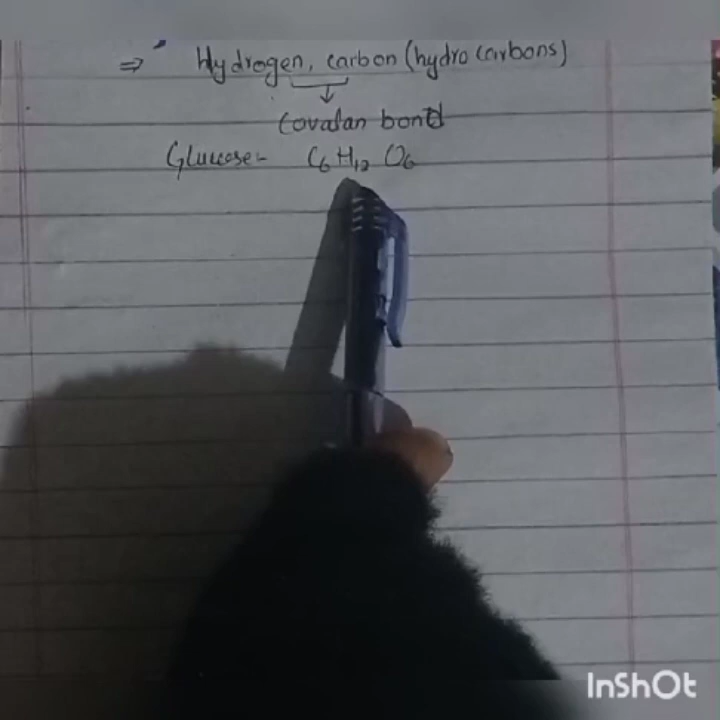 ⇒ Hydrogen, carbon (hydro carbons)
↓
Covalan bond
Glucose- C₆H₁₂O₆
InShOt